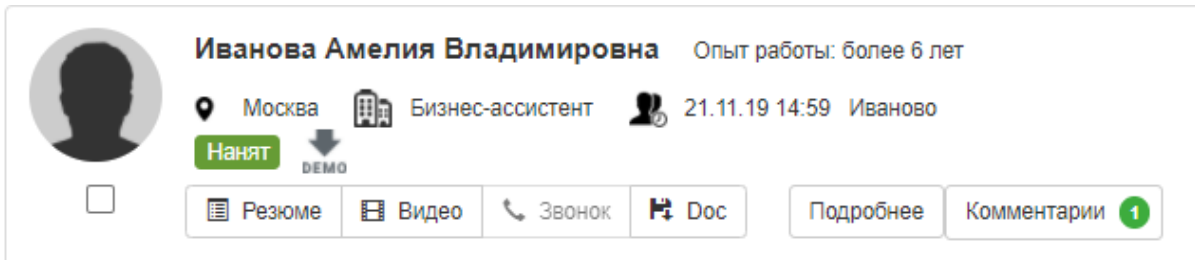 Иванова Амелия Владимировна Опыт работы: более 6 лет
Москва Бизнес-ассистент 21.11.19 14:59 Иваново
Нанят DEMO
Резюме Видео Звонок Doc Подробнее Комментарии 1